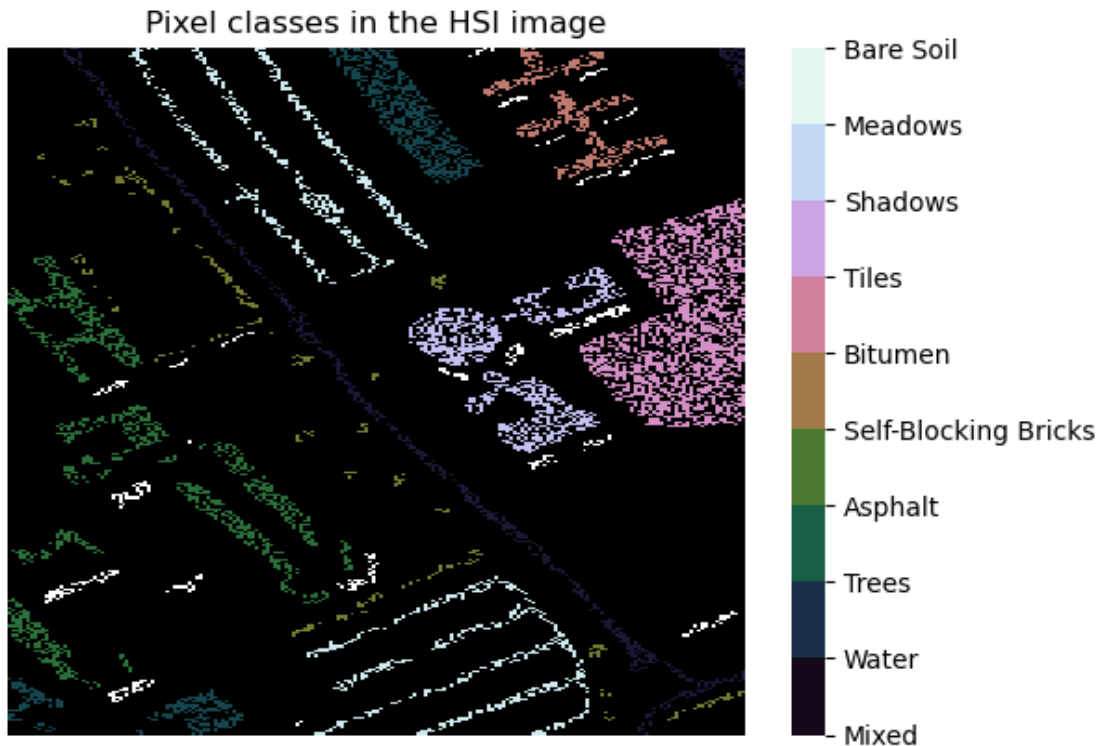 Pixel classes in the HSI image
Bare Soil
Meadows
Shadows
Tiles
Bitumen
Self-Blocking Bricks
Asphalt
Trees
Water
Mixed